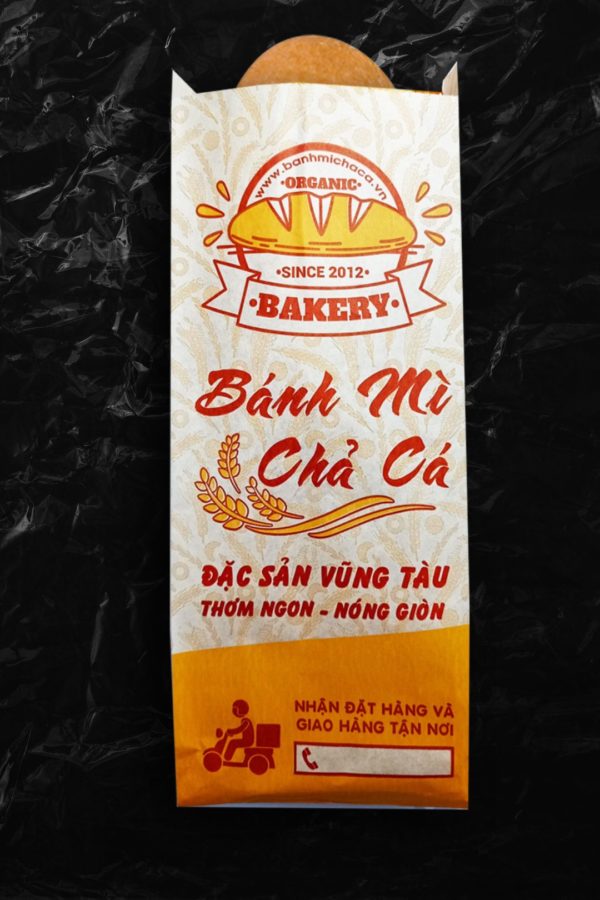 www.banhmichaca.vn
•ORGANIC•
•SINCE 2012•
•BAKERY•
Bánh Mì
Chả Cá
ĐẶC SẢN VŨNG TÀU
THƠM NGON - NÓNG GIÒN
NHẬN ĐẶT HÀNG VÀ
GIAO HÀNG TẬN NƠI